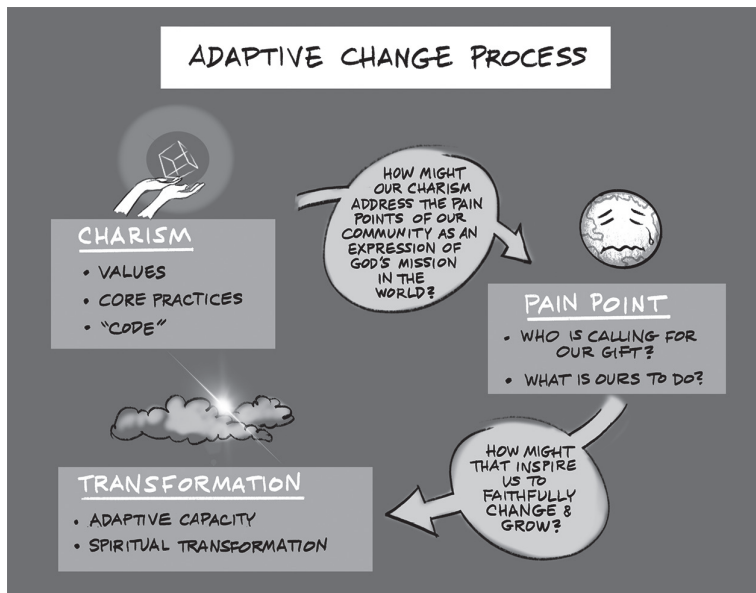 ADAPTIVE CHANGE PROCESS
CHARISM
• VALUES
• CORE PRACTICES
• "CODE"
HOW MIGHT
OUR CHARISM
ADDRESS THE PAIN
POINTS OF OUR
COMMUNITY AS AN
EXPRESSION OF
GOD'S MISSION
IN THE
WORLD?
PAIN POINT
• WHO IS CALLING FOR
OUR GIFT?
• WHAT IS OURS TO DO?
HOW MIGHT
THAT INSPIRE
US TO
FAITHFULLY
CHANGE &
GROW?
TRANSFORMATION
• ADAPTIVE CAPACITY
• SPIRITUAL TRANSFORMATION